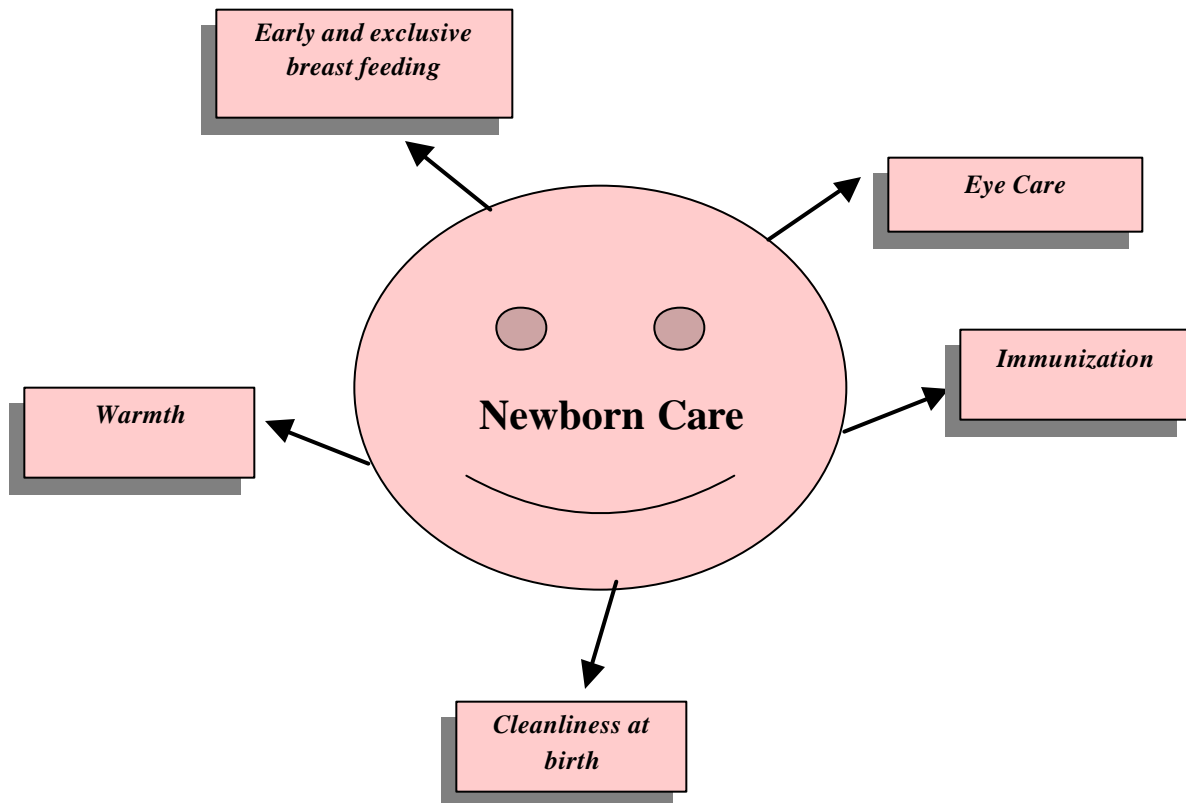 Early and exclusive
breast feeding
Eye Care
Immunization
Warmth
Newborn Care
Cleanliness at
birth